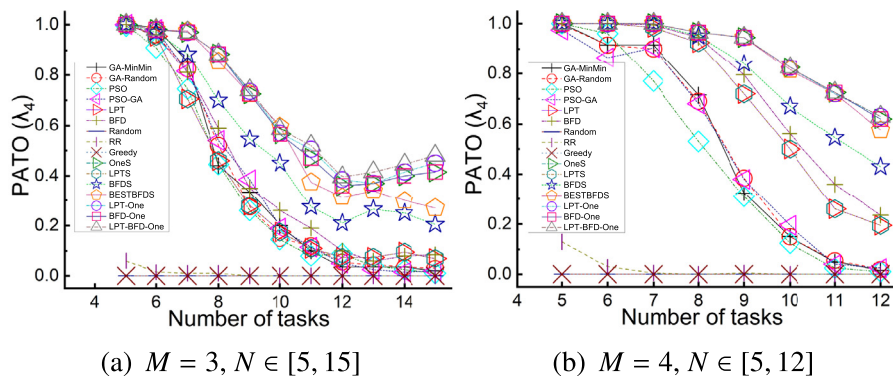 PATO (λ4)
1.0
0.8
0.6
0.4
0.2
0.0
GA-MinMin
GA-Random
PSO
PSO-GA
LPT
BFD
Random
RR
Greedy
OneS
LPTS
BFDS
BESTBFDS
LPT-One
BFD-One
LPT-BFD-One
4 6 8 10 12 14
Number of tasks
(a) M = 3, N ∈ [5, 15]
PATO (λ4)
1.0
0.8
0.6
0.4
0.2
0.0
GA-MinMin
GA-Random
PSO
PSO-GA
LPT
BFD
Random
RR
Greedy
OneS
LPTS
BFDS
BESTBFDS
LPT-One
BFD-One
LPT-BFD-One
4 5 6 7 8 9 10 11 12
Number of tasks
(b) M = 4, N ∈ [5, 12]